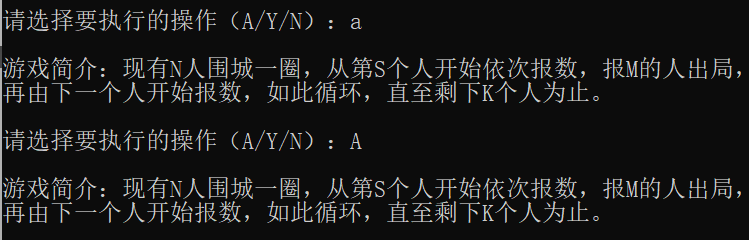 请选择要执行的操作（A/Y/N）：a
游戏简介：现有N人围城一圈，从第S个人开始依次报数，报M的人出局，
再由下一个人开始报数，如此循环，直至剩下K个人为止。
请选择要执行的操作（A/Y/N）：A
游戏简介：现有N人围城一圈，从第S个人开始依次报数，报M的人出局，
再由下一个人开始报数，如此循环，直至剩下K个人为止。